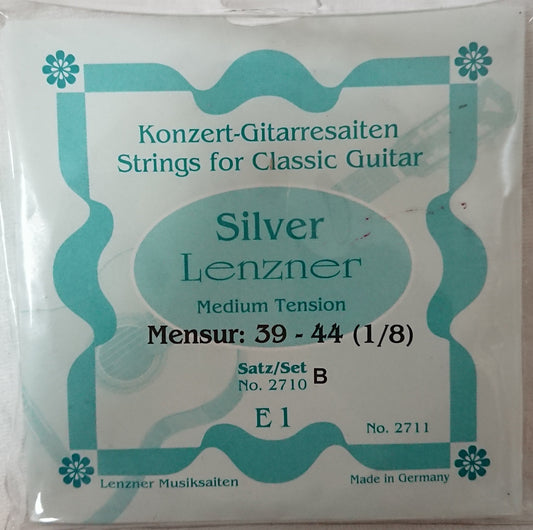 Konzert-Gitarresaiten
Strings for Classic Guitar
Silver
Lenzner
Medium Tension
Mensur: 39 - 44 (1/8)
Satz/Set
No. 2710 B
E 1
No. 2711
Lenzner Musiksaiten
Made in Germany